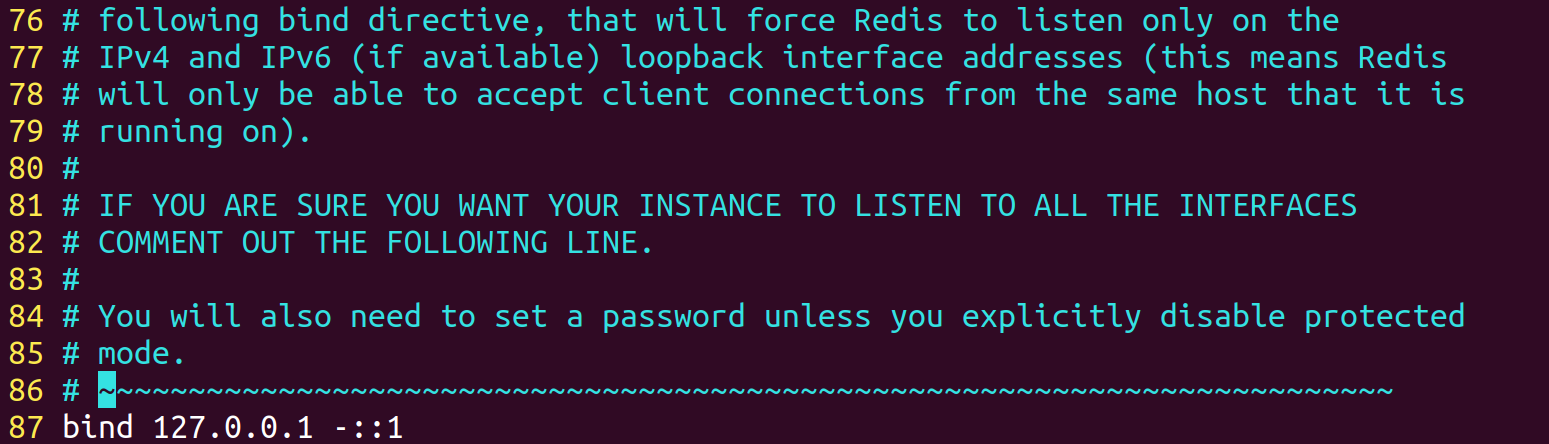 76 # following bind directive, that will force Redis to listen only on the
77 # IPv4 and IPv6 (if available) loopback interface addresses (this means Redis
78 # will only be able to accept client connections from the same host that it is
79 # running on).
80 #
81 # IF YOU ARE SURE YOU WANT YOUR INSTANCE TO LISTEN TO ALL THE INTERFACES
82 # COMMENT OUT THE FOLLOWING LINE.
83 #
84 # You will also need to set a password unless you explicitly disable protected
85 # mode.
86 # ~~~~~~~~~~~~~~~~~~~~~~~~~~~~~~~~~~~~~~~~~~~~~~~~~~~~~~~~~~~~~~~~~~~~~~~~
87 bind 127.0.0.1 -::1